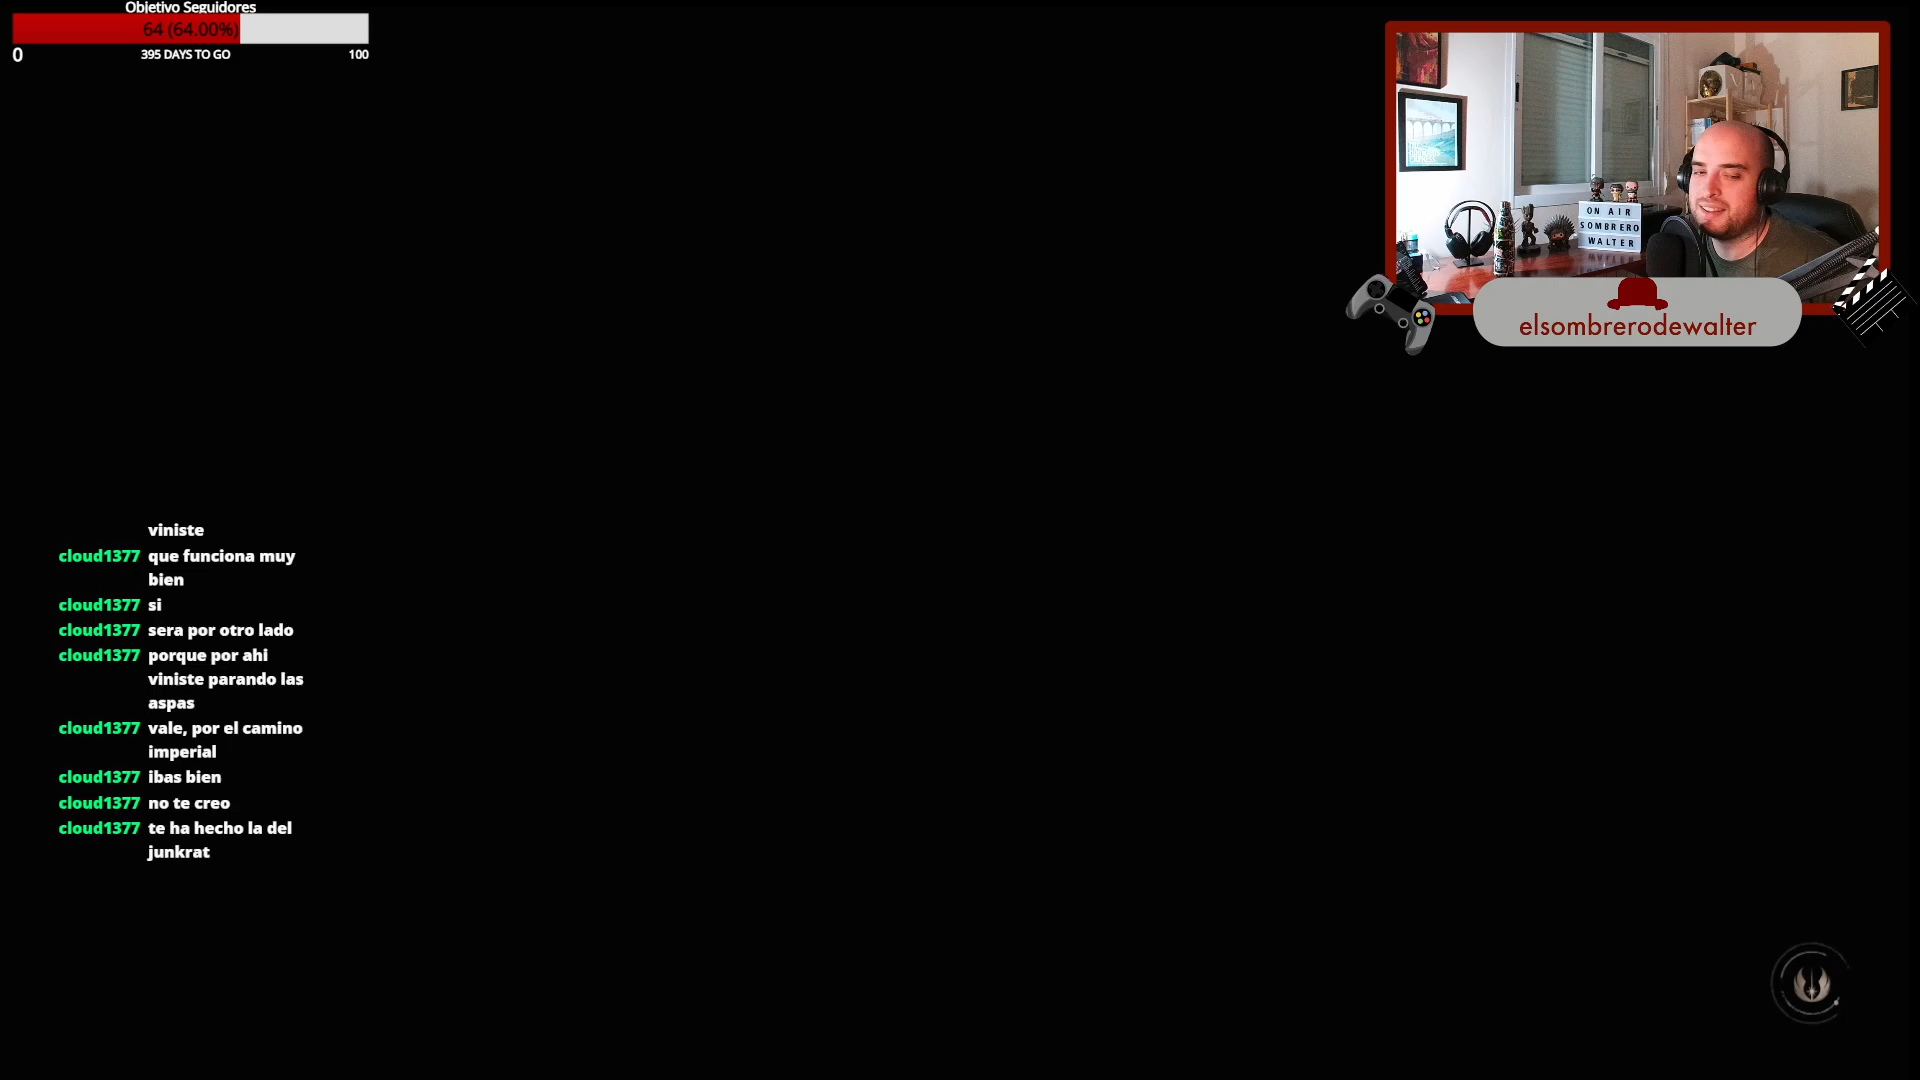 Objetivo Seguidores
64 (64.00%)
0
395 DAYS TO GO
100
ON AIR
SOMBRERO
WALTER
elsombrerodewalter
viniste
cloud1377 que funciona muy
bien
cloud1377 si
cloud1377 sera por otro lado
cloud1377 porque por ahi
viniste parando las
aspas
cloud1377 vale, por el camino
imperial
cloud1377 ibas bien
cloud1377 no te creo
cloud1377 te ha hecho la del
junkrat